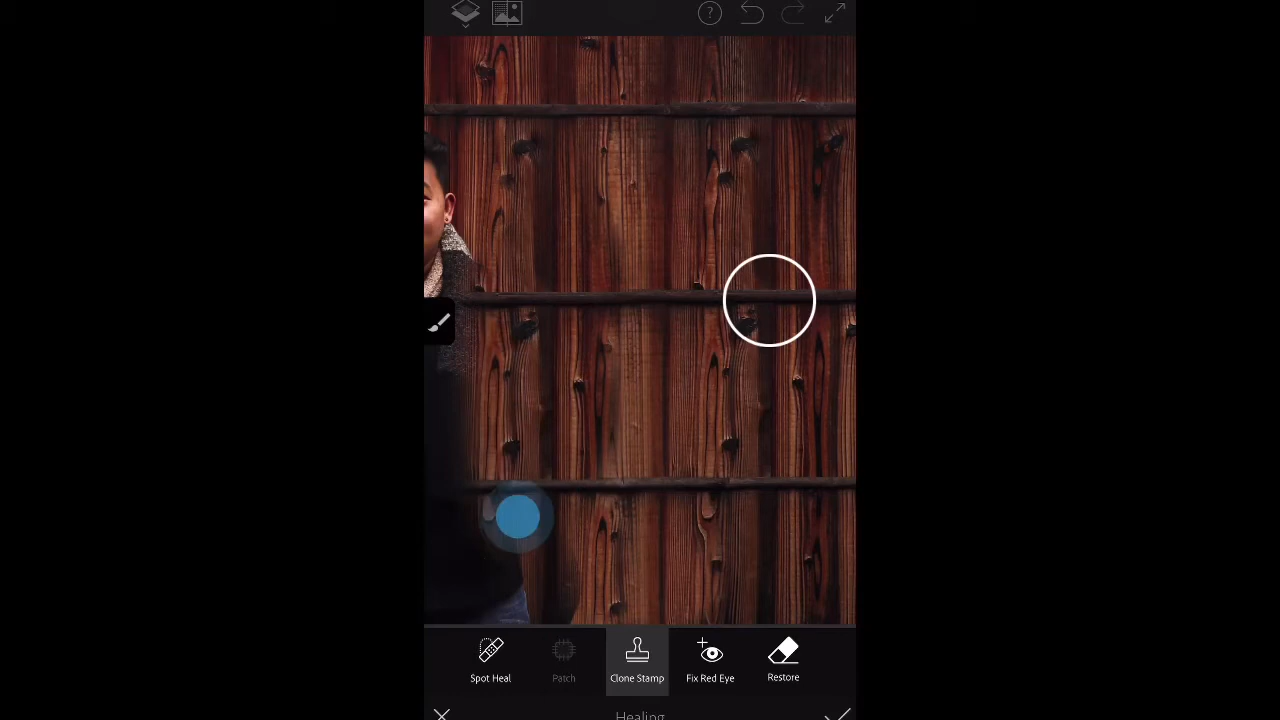 Spot Heal
Patch
Clone Stamp
Fix Red Eye
Restore
Healing